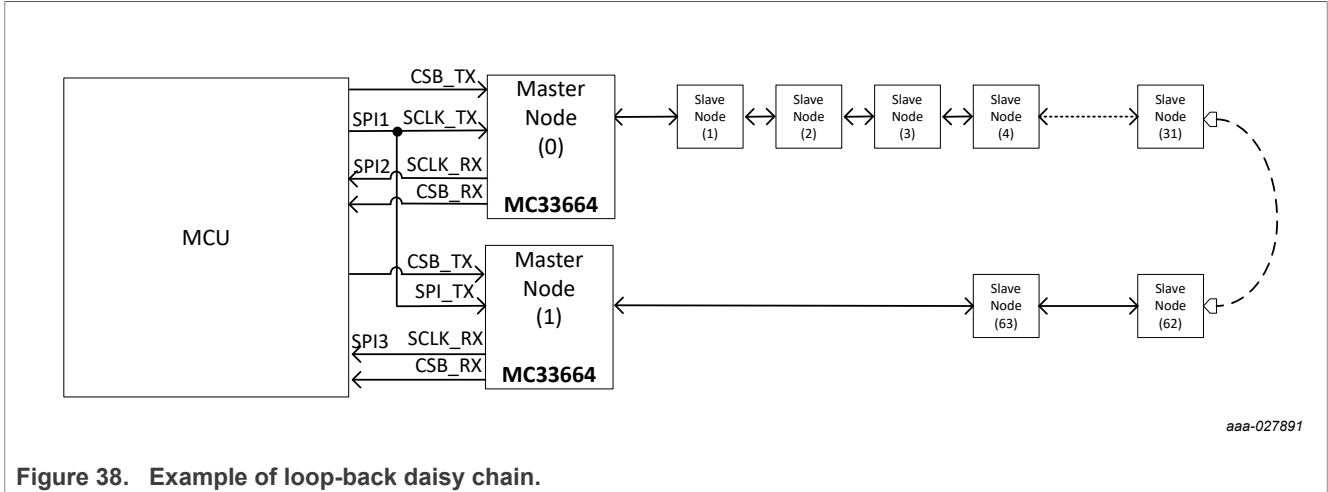 MCU
CSB_TX
SPI1 SCLK_TX
SPI2 SCLK_RX
CSB_RX
Master
Node
(0)
MC33664
Slave
Node
(1)
Slave
Node
(2)
Slave
Node
(3)
Slave
Node
(4)
Slave
Node
(31)
CSB_TX
SPI_TX
SPI3 SCLK_RX
CSB_RX
Master
Node
(1)
MC33664
Slave
Node
(63)
Slave
Node
(62)
aaa-027891
Figure 38. Example of loop-back daisy chain.